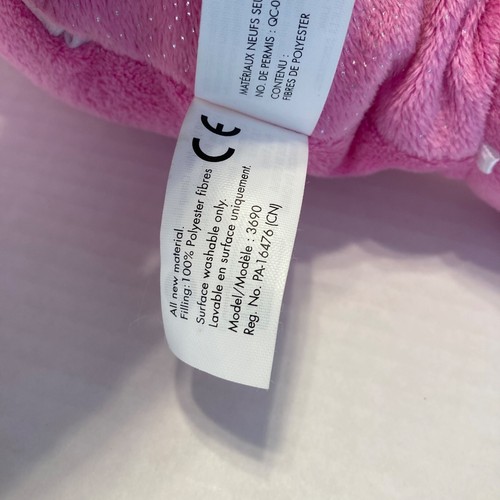 MATÉRIAUX NEUFS
NO. DE PERMIS : QC-0
CONTENU :
FIBRES DE POLYESTER
CE
All new material.
Filling: 100% Polyester fibres
Surface washable only.
Lavable en surface uniquement.
Model/Modèle : 3690
Reg. No. PA-16476 (CN)